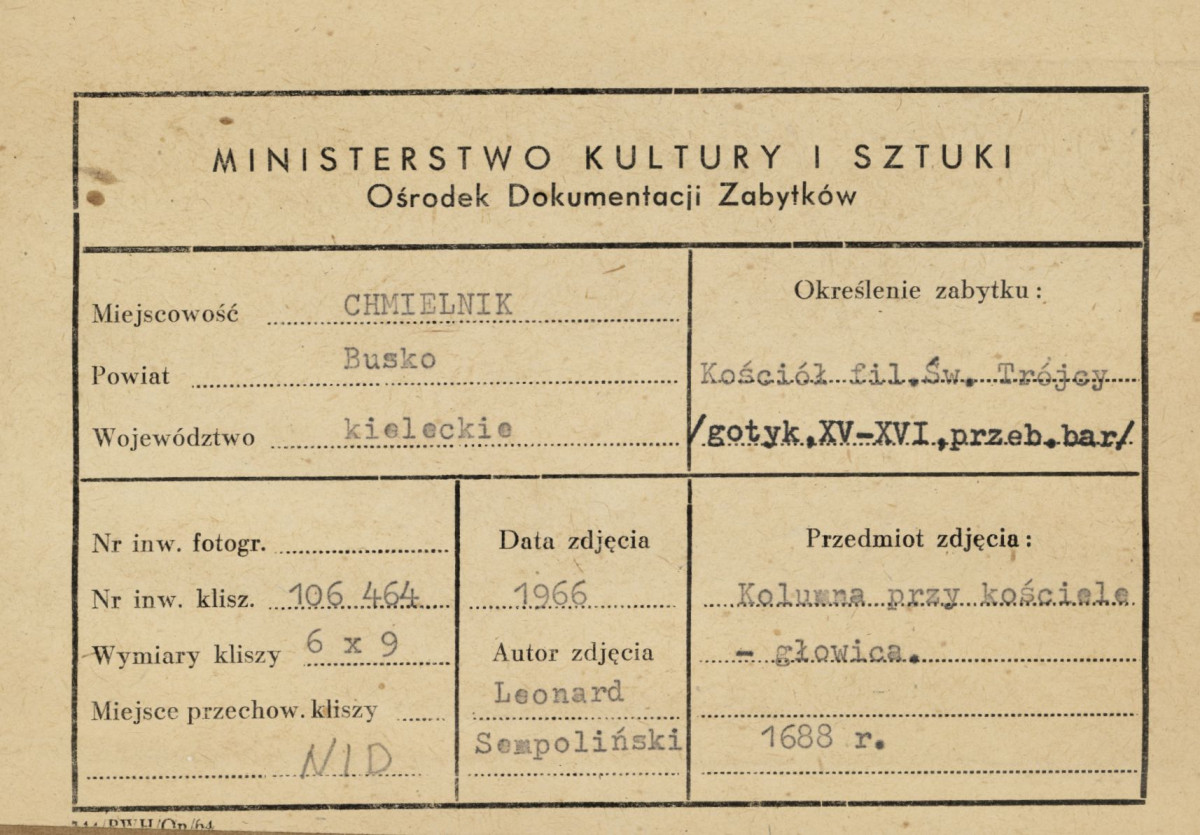 MINISTERSTWO KULTURY I SZTUKI
Ośrodek Dokumentacji Zabytków
Miejscowość CHMIELNIK
Powiat Busko
Województwo kieleckie
Określenie zabytku:
Kościół fil.Św. Trójcy
/gotyk,XV-XVI,przeb.bar/
Nr inw. fotogr.
Nr inw. klisz. 106 464
Wymiary kliszy 6 x 9
Miejsce przechow. kliszy
NID
Data zdjęcia
1966
Autor zdjęcia
Leonard
Sempoliński
Przedmiot zdjęcia:
Kolumna przy kościele
- głowica.
1688 r.